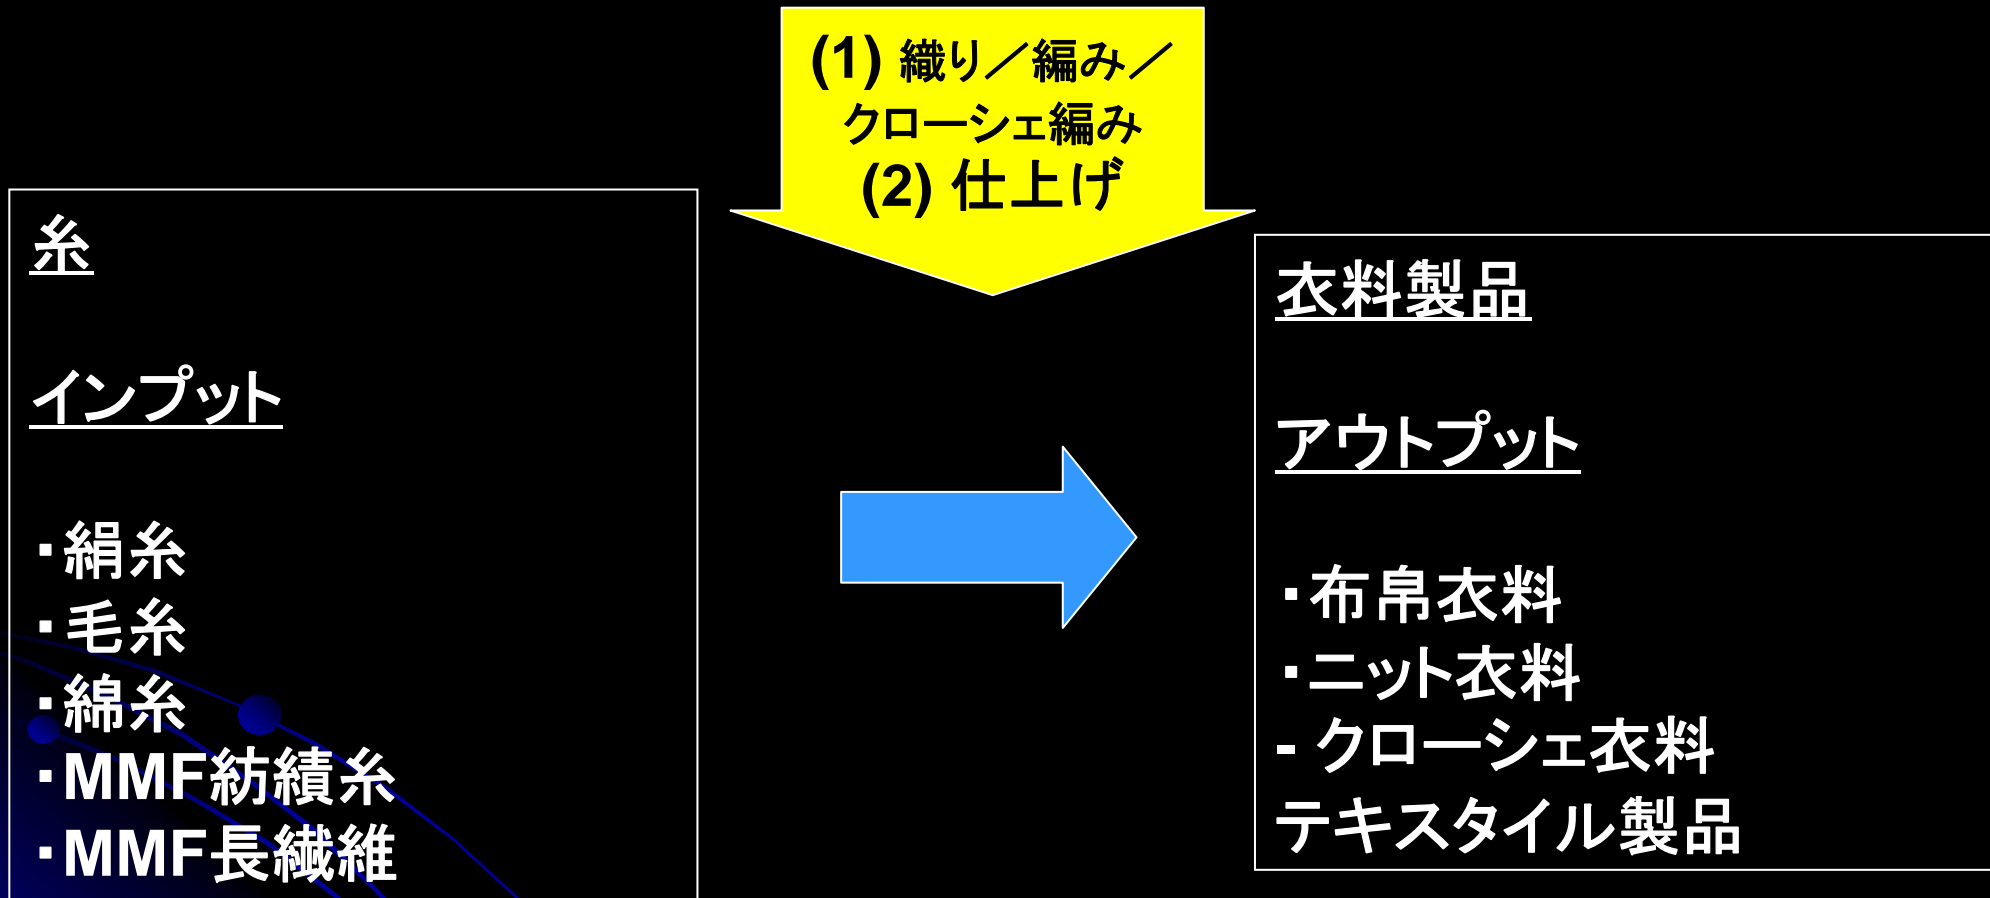 (1) 織り／編み／
クローシェ編み
(2) 仕上げ
糸
インプット
・絹糸
・毛糸
・綿糸
・MMF紡績糸
・MMF長繊維
衣料製品
アウトプット
・布帛衣料
・ニット衣料
- クローシェ衣料
テキスタイル製品